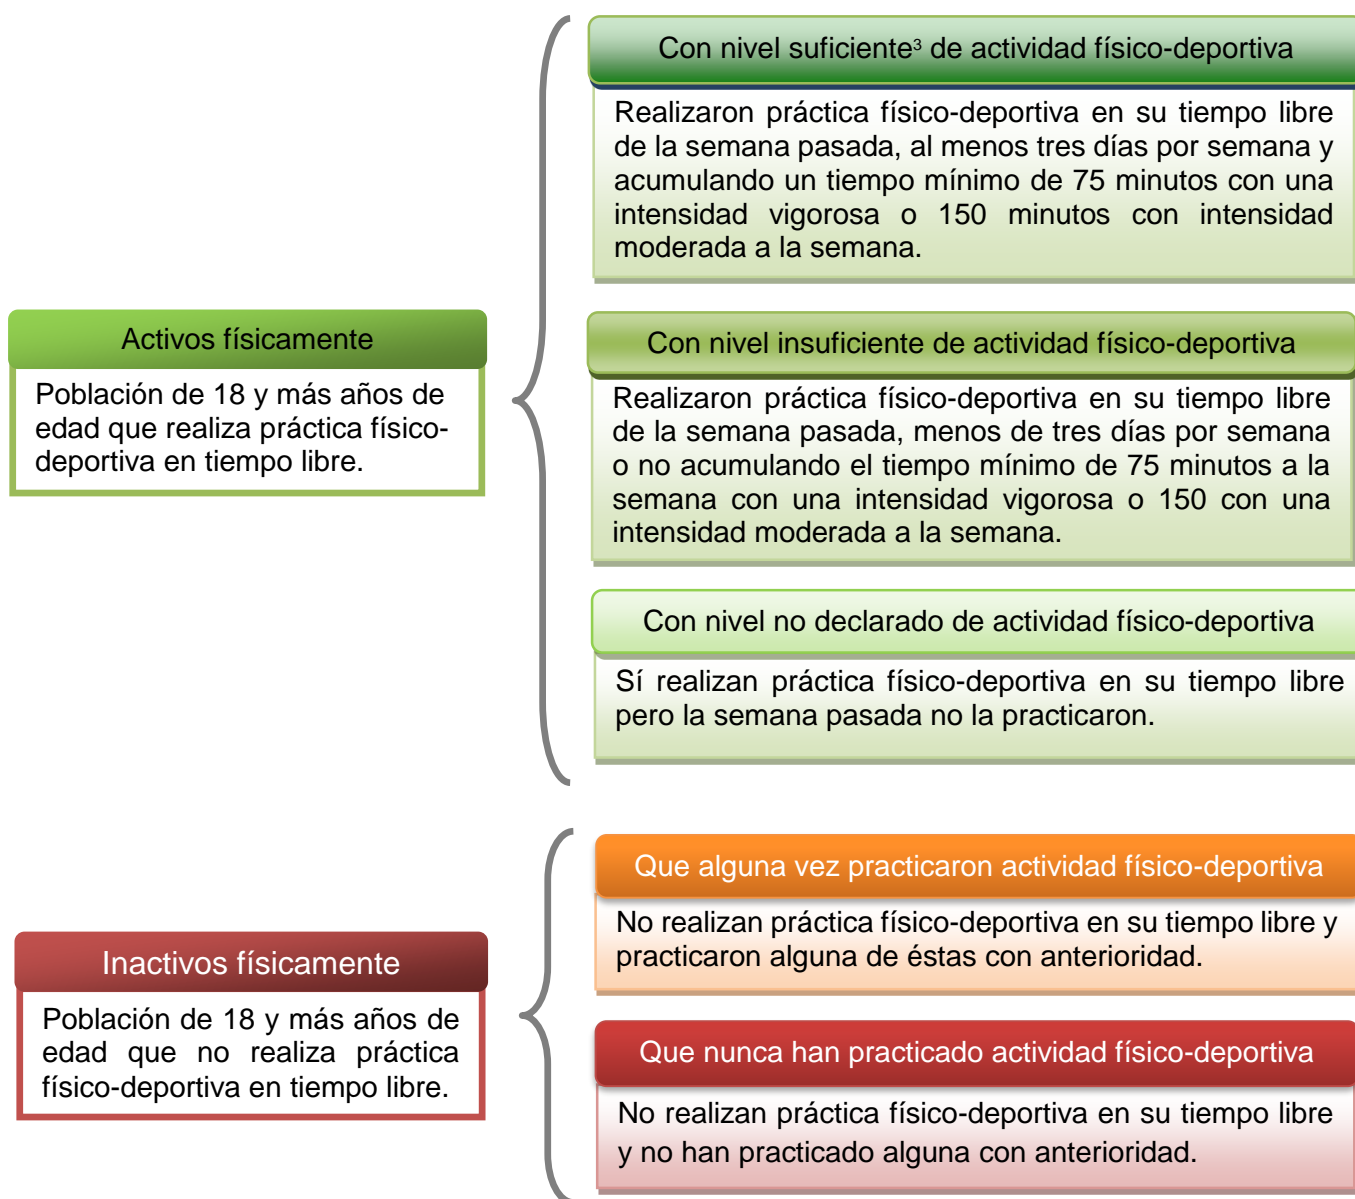 Activos físicamente
Población de 18 y más años de
edad que realiza práctica físico-
deportiva en tiempo libre.
Con nivel suficiente³ de actividad físico-deportiva
Realizaron práctica físico-deportiva en su tiempo libre
de la semana pasada, al menos tres días por semana y
acumulando un tiempo mínimo de 75 minutos con una
intensidad vigorosa o 150 minutos con intensidad
moderada a la semana.
Con nivel insuficiente de actividad físico-deportiva
Realizaron práctica físico-deportiva en su tiempo libre
de la semana pasada, menos de tres días por semana
o no acumulando el tiempo mínimo de 75 minutos a la
semana con una intensidad vigorosa o 150 con una
intensidad moderada a la semana.
Con nivel no declarado de actividad físico-deportiva
Sí realizan práctica físico-deportiva en su tiempo libre
pero la semana pasada no la practicaron.
Inactivos físicamente
Población de 18 y más años de
edad que no realiza práctica
físico-deportiva en tiempo libre.
Que alguna vez practicaron actividad físico-deportiva
No realizan práctica físico-deportiva en su tiempo libre y
practicaron alguna de éstas con anterioridad.
Que nunca han practicado actividad físico-deportiva
No realizan práctica físico-deportiva en su tiempo libre
y no han practicado alguna con anterioridad.